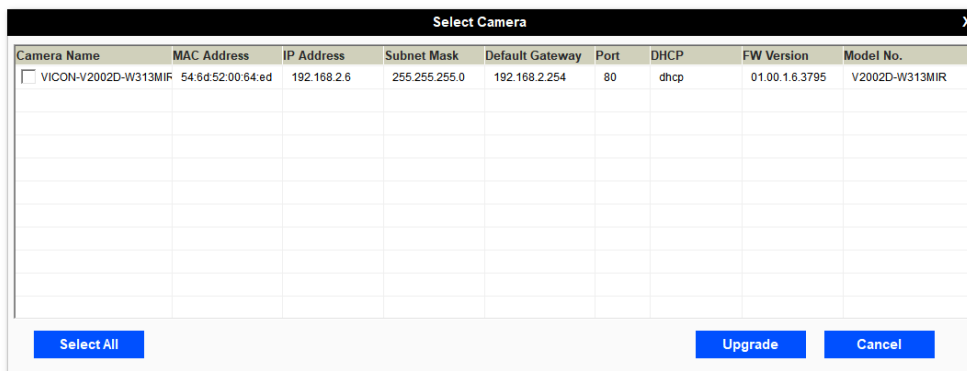 Select Camera X
Camera Name MAC Address IP Address Subnet Mask Default Gateway Port DHCP FW Version Model No.
VICON-V2002D-W313MIR 54:6d:52:00:64:ed 192.168.2.6 255.255.255.0 192.168.2.254 80 dhcp 01.00.1.6.3795 V2002D-W313MIR
Select All Upgrade Cancel